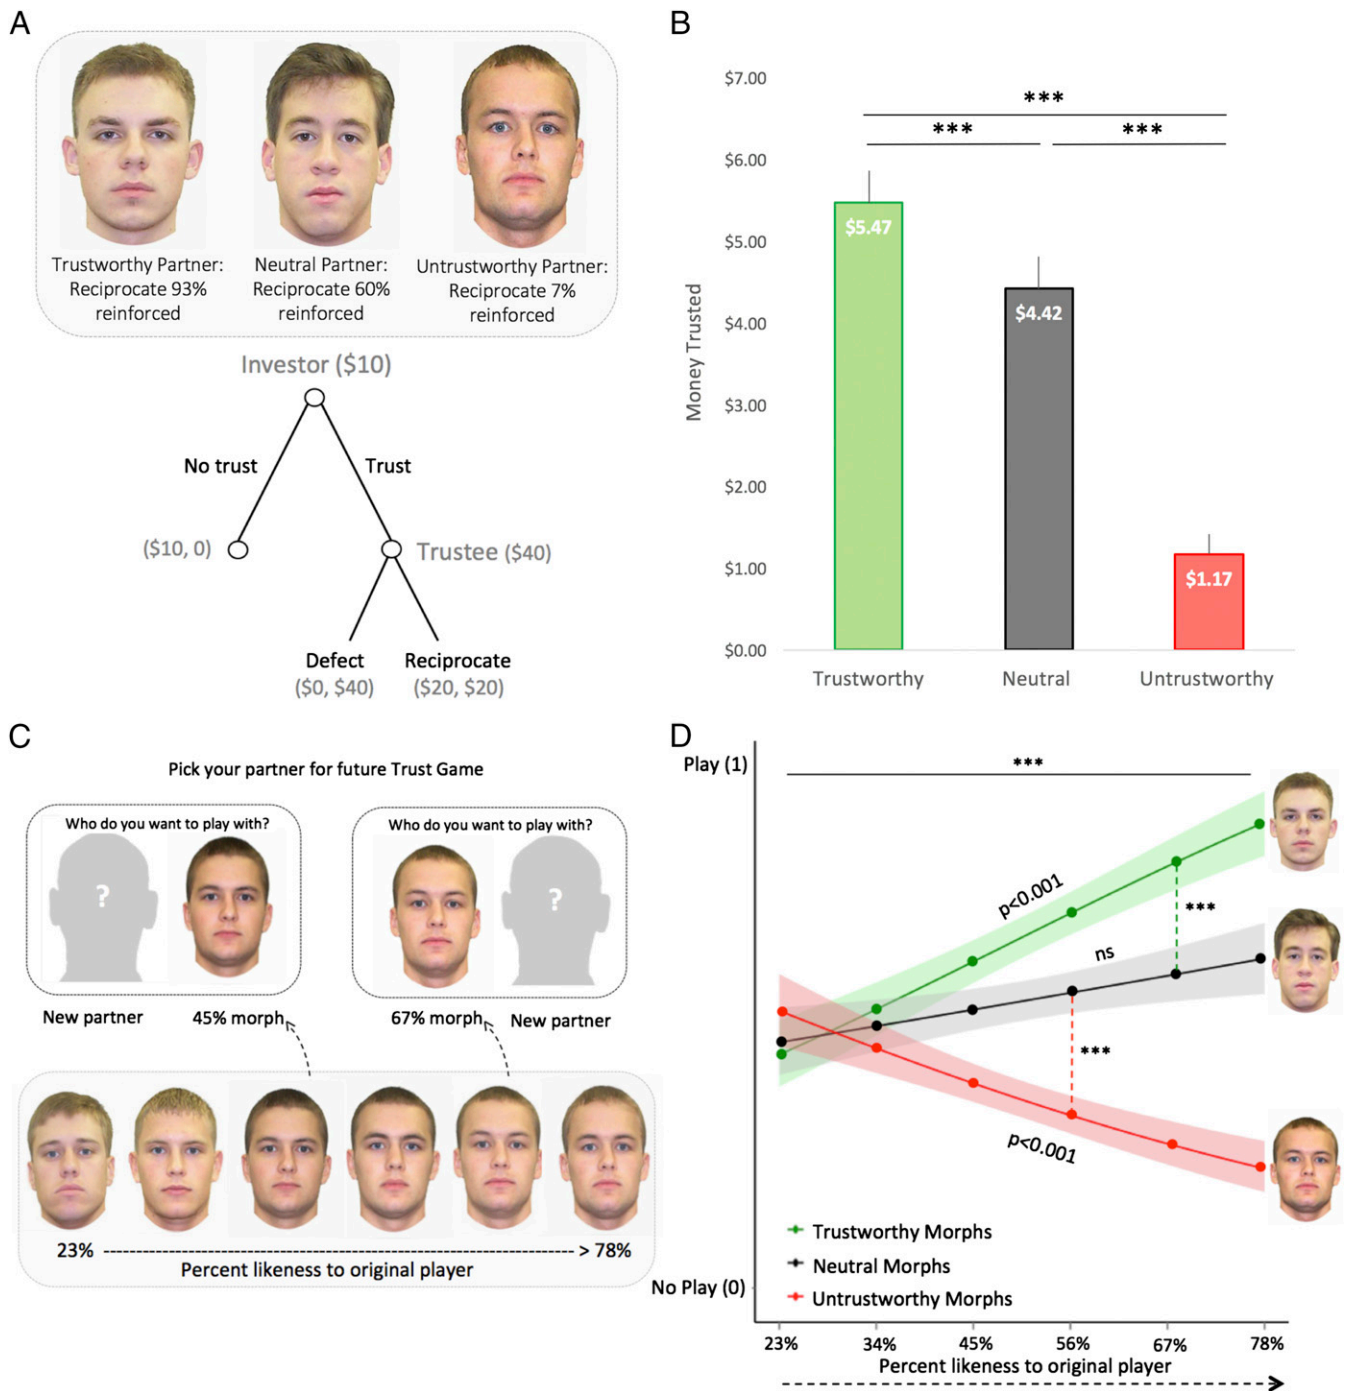 A
Trustworthy Partner:
Reciprocate 93%
reinforced
Neutral Partner:
Reciprocate 60%
reinforced
Untrustworthy Partner:
Reciprocate 7%
reinforced
Investor ($10)
No trust
Trust
($10, 0)
Trustee ($40)
Defect
($0, $40)
Reciprocate
($20, $20)
B
$7.00
$6.00
$5.00
$4.00
$3.00
$2.00
$1.00
$0.00
Money Trusted
***
***
***
$5.47
$4.42
$1.17
Trustworthy
Neutral
Untrustworthy
C
Pick your partner for future Trust Game
Who do you want to play with?
?
New partner
45% morph
Who do you want to play with?
?
67% morph
New partner
23% ---------------------------------------------------------------- > 78%
Percent likeness to original player
D
Play (1)
No Play (0)
***
p<0.001
***
ns
***
p<0.001
Trustworthy Morphs
Neutral Morphs
Untrustworthy Morphs
23%
34%
45%
56%
67%
78%
Percent likeness to original player